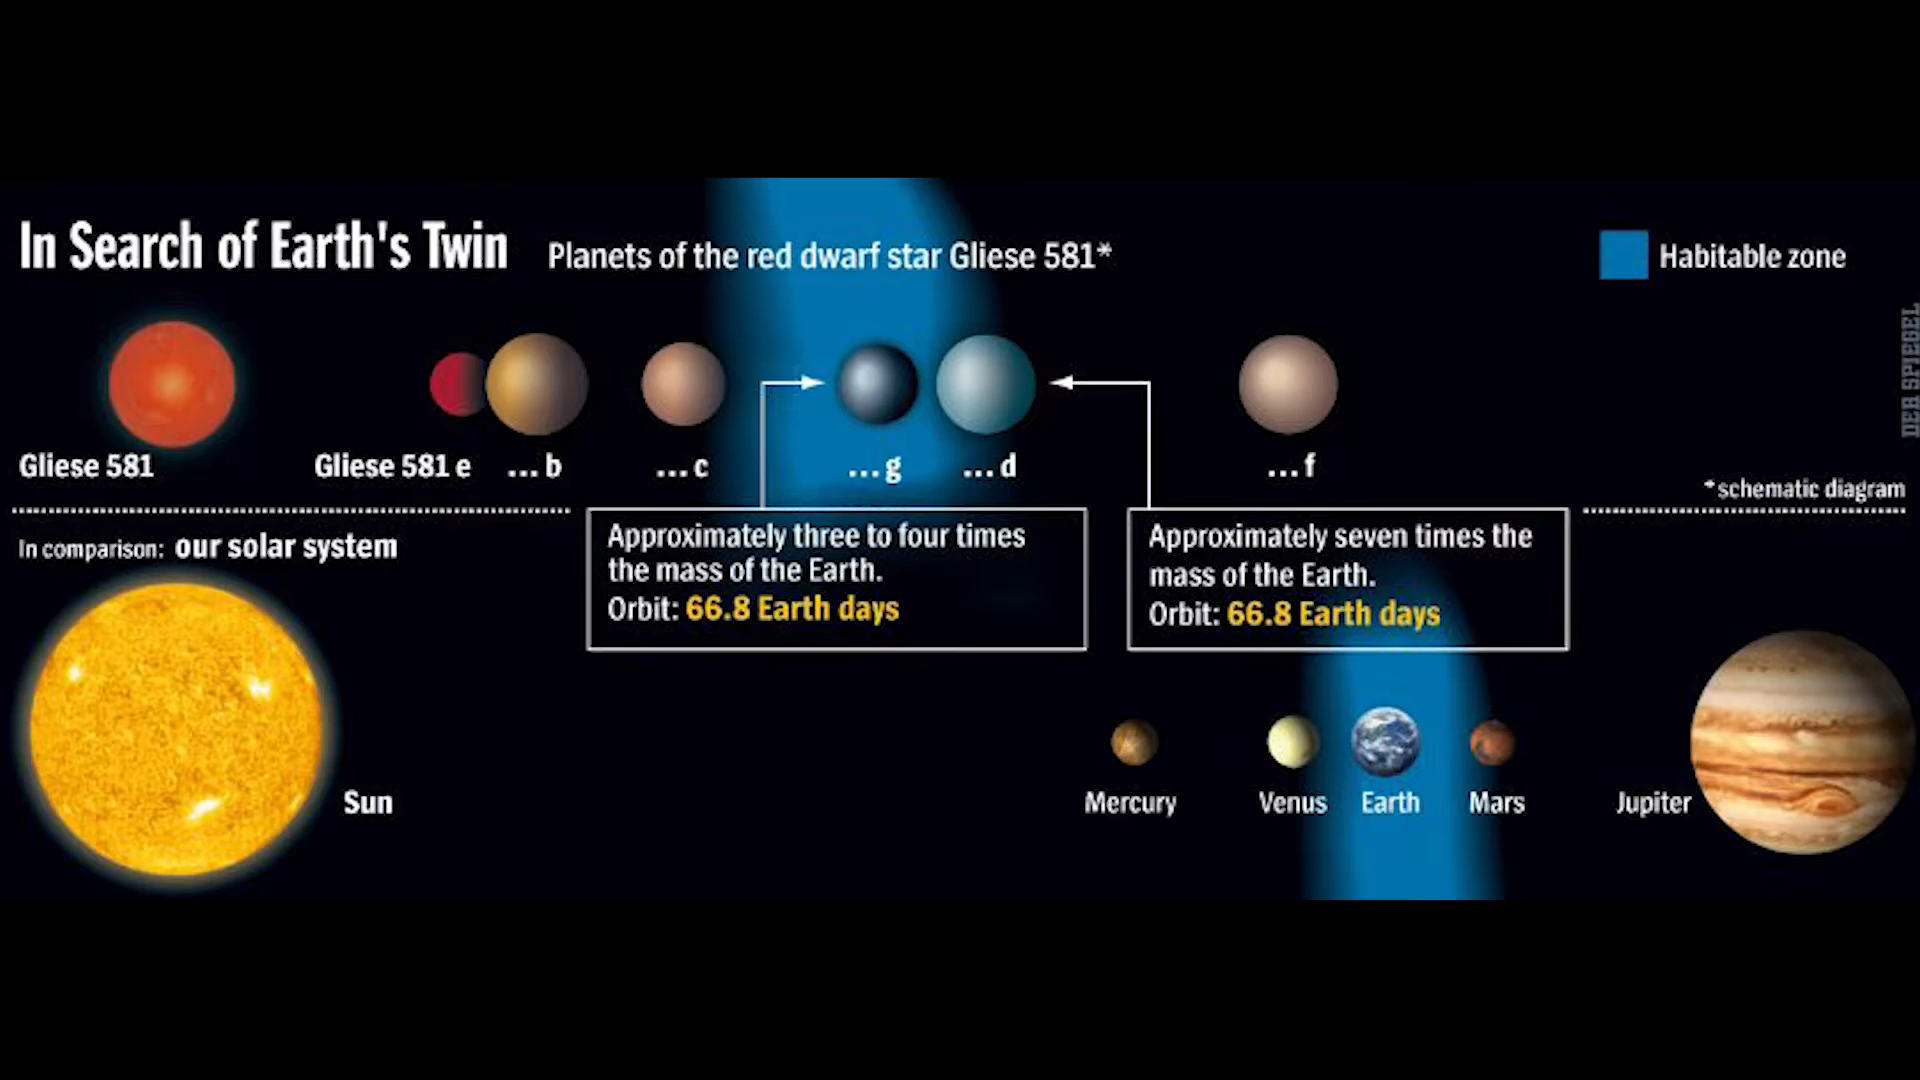 In Search of Earth's Twin
Planets of the red dwarf star Gliese 581*
Habitable zone
DER SPIEGEL
Gliese 581
Gliese 581 e
...b
...c
...g
...d
...f
*schematic diagram
In comparison: our solar system
Approximately three to four times
the mass of the Earth.
Orbit: 66.8 Earth days
Approximately seven times the
mass of the Earth.
Orbit: 66.8 Earth days
Sun
Mercury
Venus
Earth
Mars
Jupiter